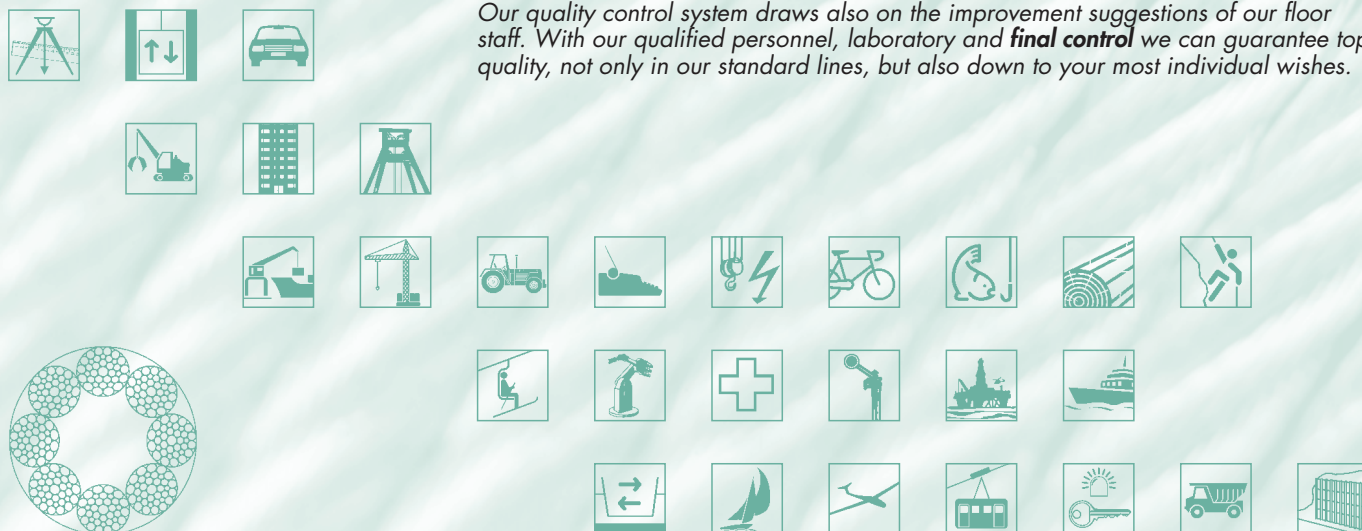 Our quality control system draws also on the improvement suggestions of our floor
staff. With our qualified personnel, laboratory and final control we can guarantee top
quality, not only in our standard lines, but also down to your most individual wishes.